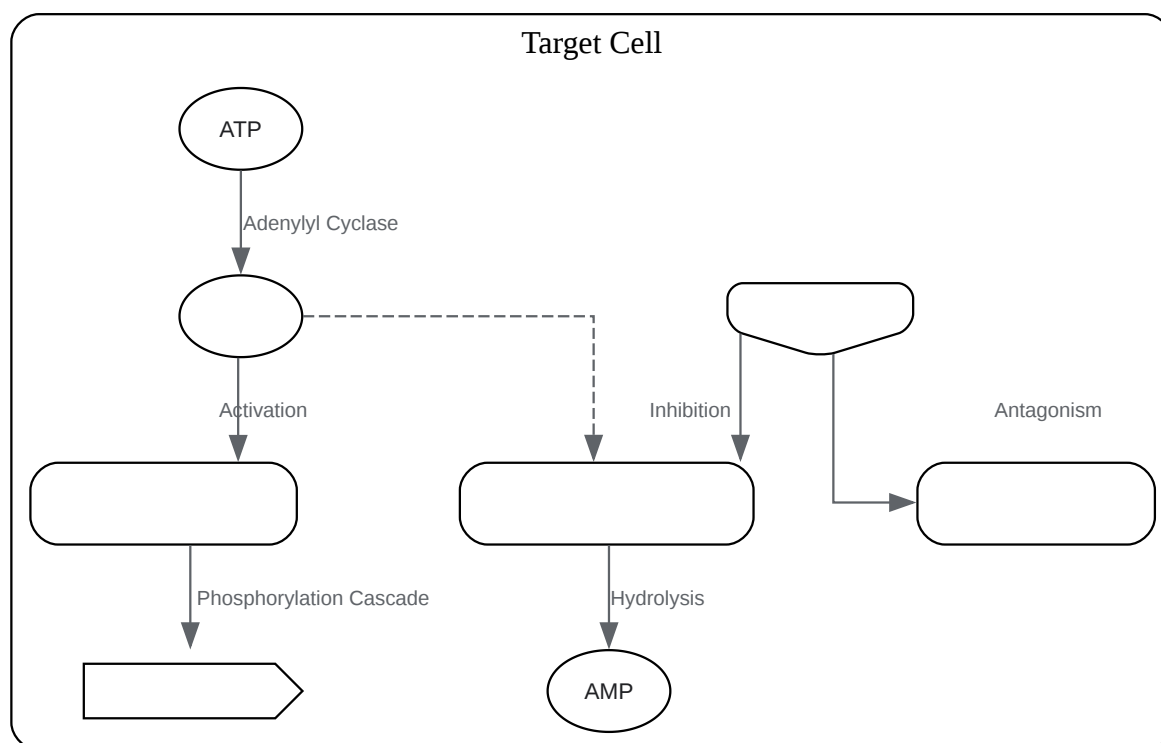 Target Cell
ATP
Adenylyl Cyclase
Activation
Inhibition
Antagonism
Phosphorylation Cascade
Hydrolysis
AMP